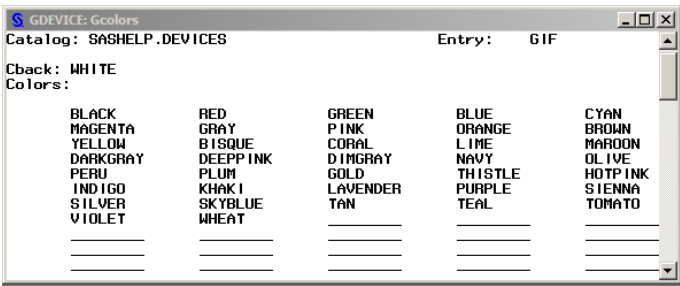 GDEVICE: Gcolors
Catalog: SASHELP.DEVICES Entry: GIF
Cback: WHITE
Colors:
BLACK RED GREEN BLUE CYAN
MAGENTA GRAY PINK ORANGE BROWN
YELLOW BISQUE CORAL LIME MAROON
DARKGRAY DEEPPINK DIMGRAY NAVY OLIVE
PERU PLUM GOLD THISTLE HOTPINK
INDIGO KHAKI LAVENDER PURPLE SIENNA
SILVER SKYBLUE TAN TEAL TOMATO
VIOLET WHEAT